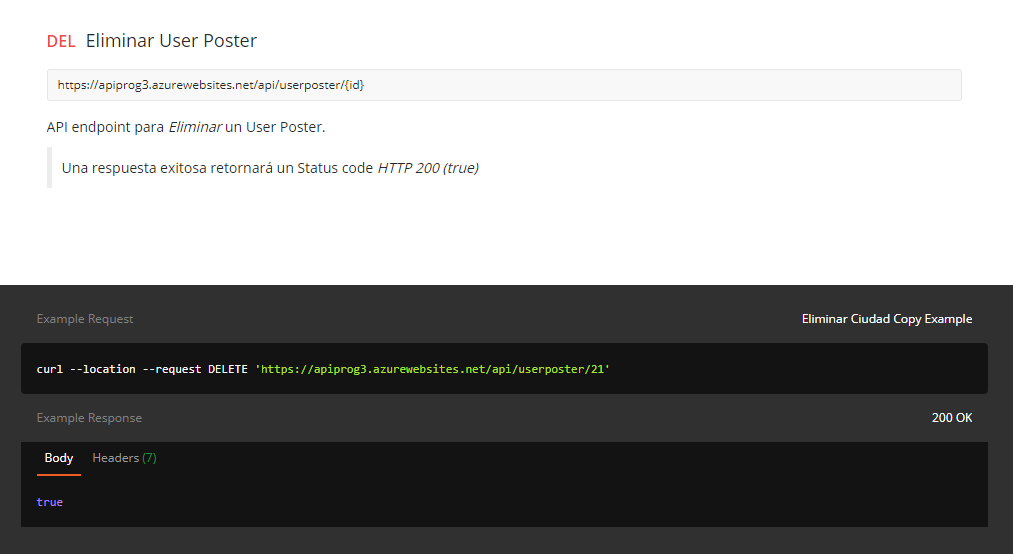 DEL Eliminar User Poster
https://apiprog3.azurewebsites.net/api/userposter/{id}
API endpoint para Eliminar un User Poster.
Una respuesta exitosa retornará un Status code HTTP 200 (true)
Example Request
Eliminar Ciudad Copy Example
curl --location --request DELETE 'https://apiprog3.azurewebsites.net/api/userposter/21'
Example Response
200 OK
Body Headers (7)
true